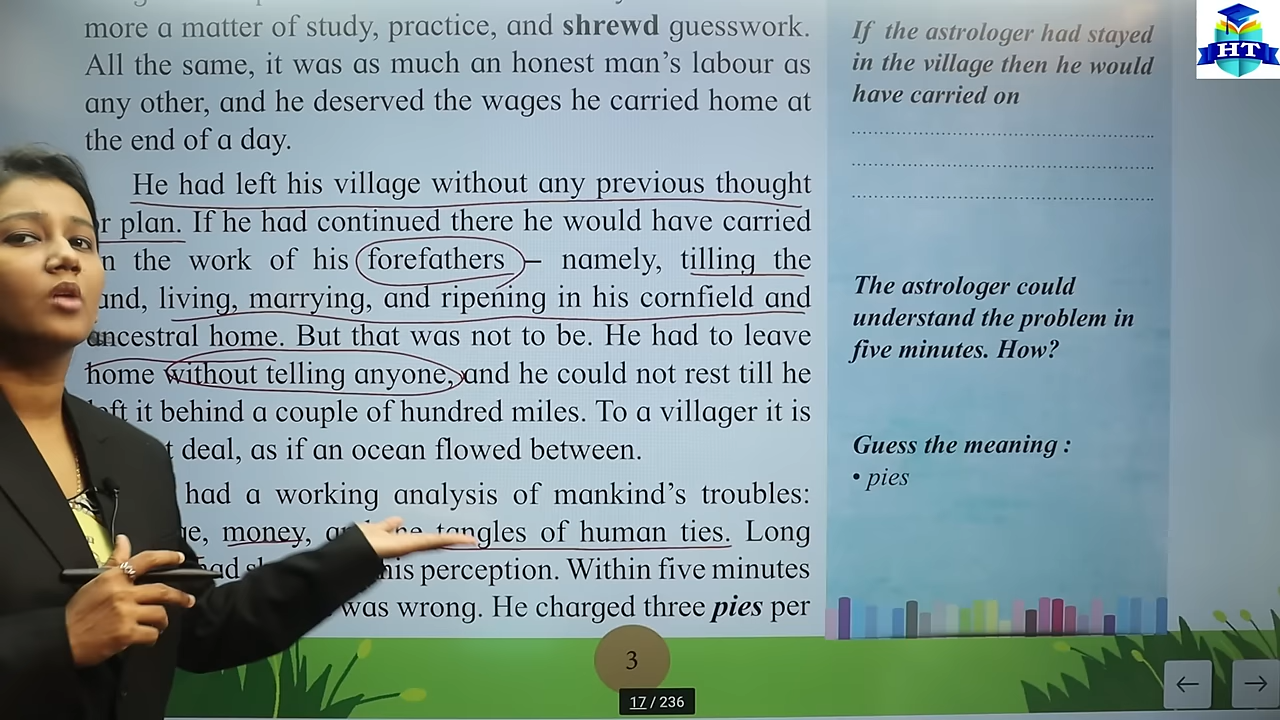 more a matter of study, practice, and shrewd guesswork.
All the same, it was as much an honest man's labour as
any other, and he deserved the wages he carried home at
the end of a day.
He had left his village without any previous thought
r plan. If he had continued there he would have carried
n the work of his forefathers – namely, tilling the
and, living, marrying, and ripening in his cornfield and
ancestral home. But that was not to be. He had to leave
home without telling anyone, and he could not rest till he
left it behind a couple of hundred miles. To a villager it is
t deal, as if an ocean flowed between.
had a working analysis of mankind's troubles:
e, money, tangles of human ties. Long
his perception. Within five minutes
was wrong. He charged three pies per
If the astrologer had stayed
in the village then he would
have carried on
The astrologer could
understand the problem in
five minutes. How?
Guess the meaning :
• pies
HT
3
17 / 236